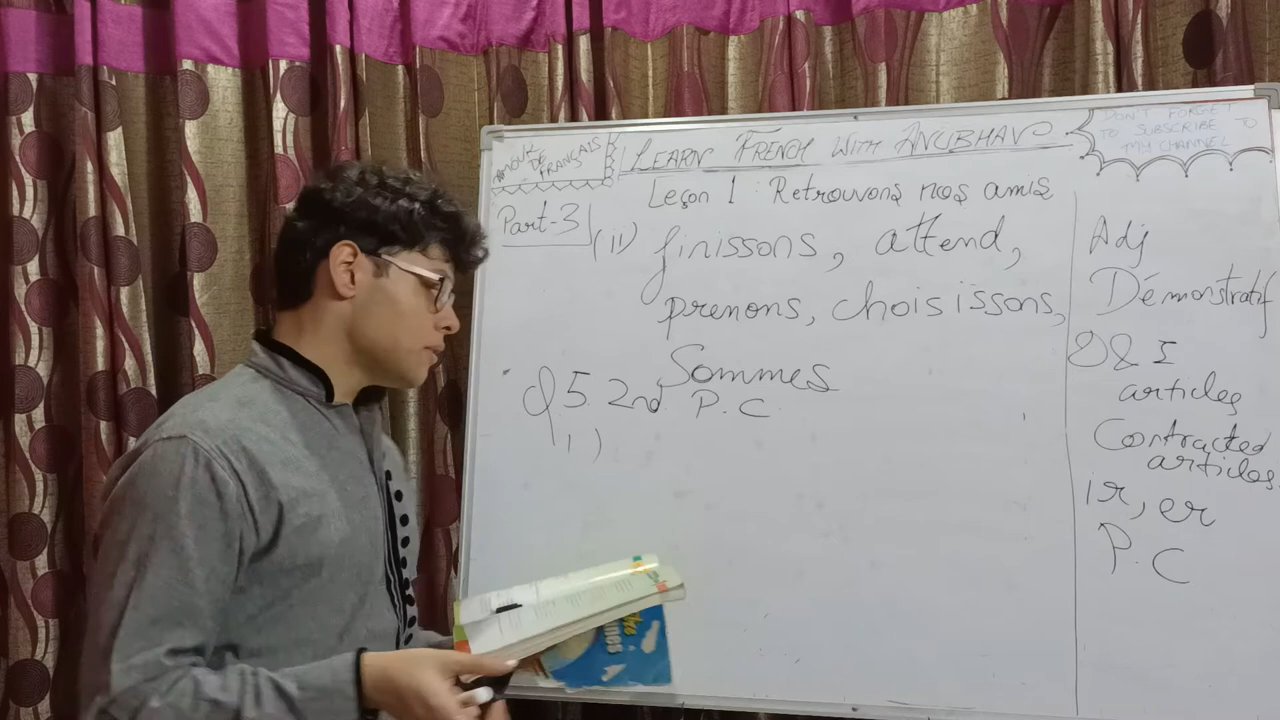 AMOUR DE FRANÇAIS
LEARN FRENCH WITH ANUBHAV
DON'T FORGET
TO SUBSCRIBE TO
MY CHANNEL
Leçon 1 : Retrouvons nos amis
Part-3
(ii) finissons, attend,
prenons, choisissons,
Sommes
Q5. 2nd P.C.
1)
Adj
Démonstratif
D & I
articles
Contracted
articles
ir, er
P.C